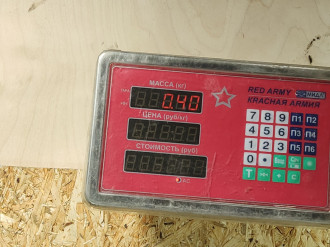 МАССА (кг)
0.40
RED ARMY МИДЛ
КРАСНАЯ АРМИЯ
ЦЕНА (руб/кг)
СТОИМОСТЬ (руб)
7 8 9 П1 П2
4 5 6 П3 П4
1 2 3 П5 П6
0 •
T